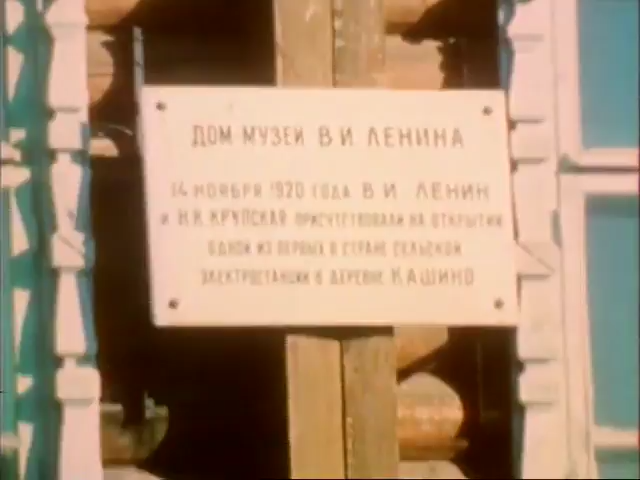 ДОМ МУЗЕЙ В И ЛЕНИНА
14 НОЯБРЯ 1920 ГОДА В И ЛЕНИН
И Н.К. КРУПСКАЯ ПРИСУТСТВОВАЛИ НА ОТКРЫТИИ
ОДНОЙ ИЗ ПЕРВЫХ В СТРАНЕ СЕЛЬСКОЙ
ЭЛЕКТРОСТАНЦИИ В ДЕРЕВНЕ КАШИНО